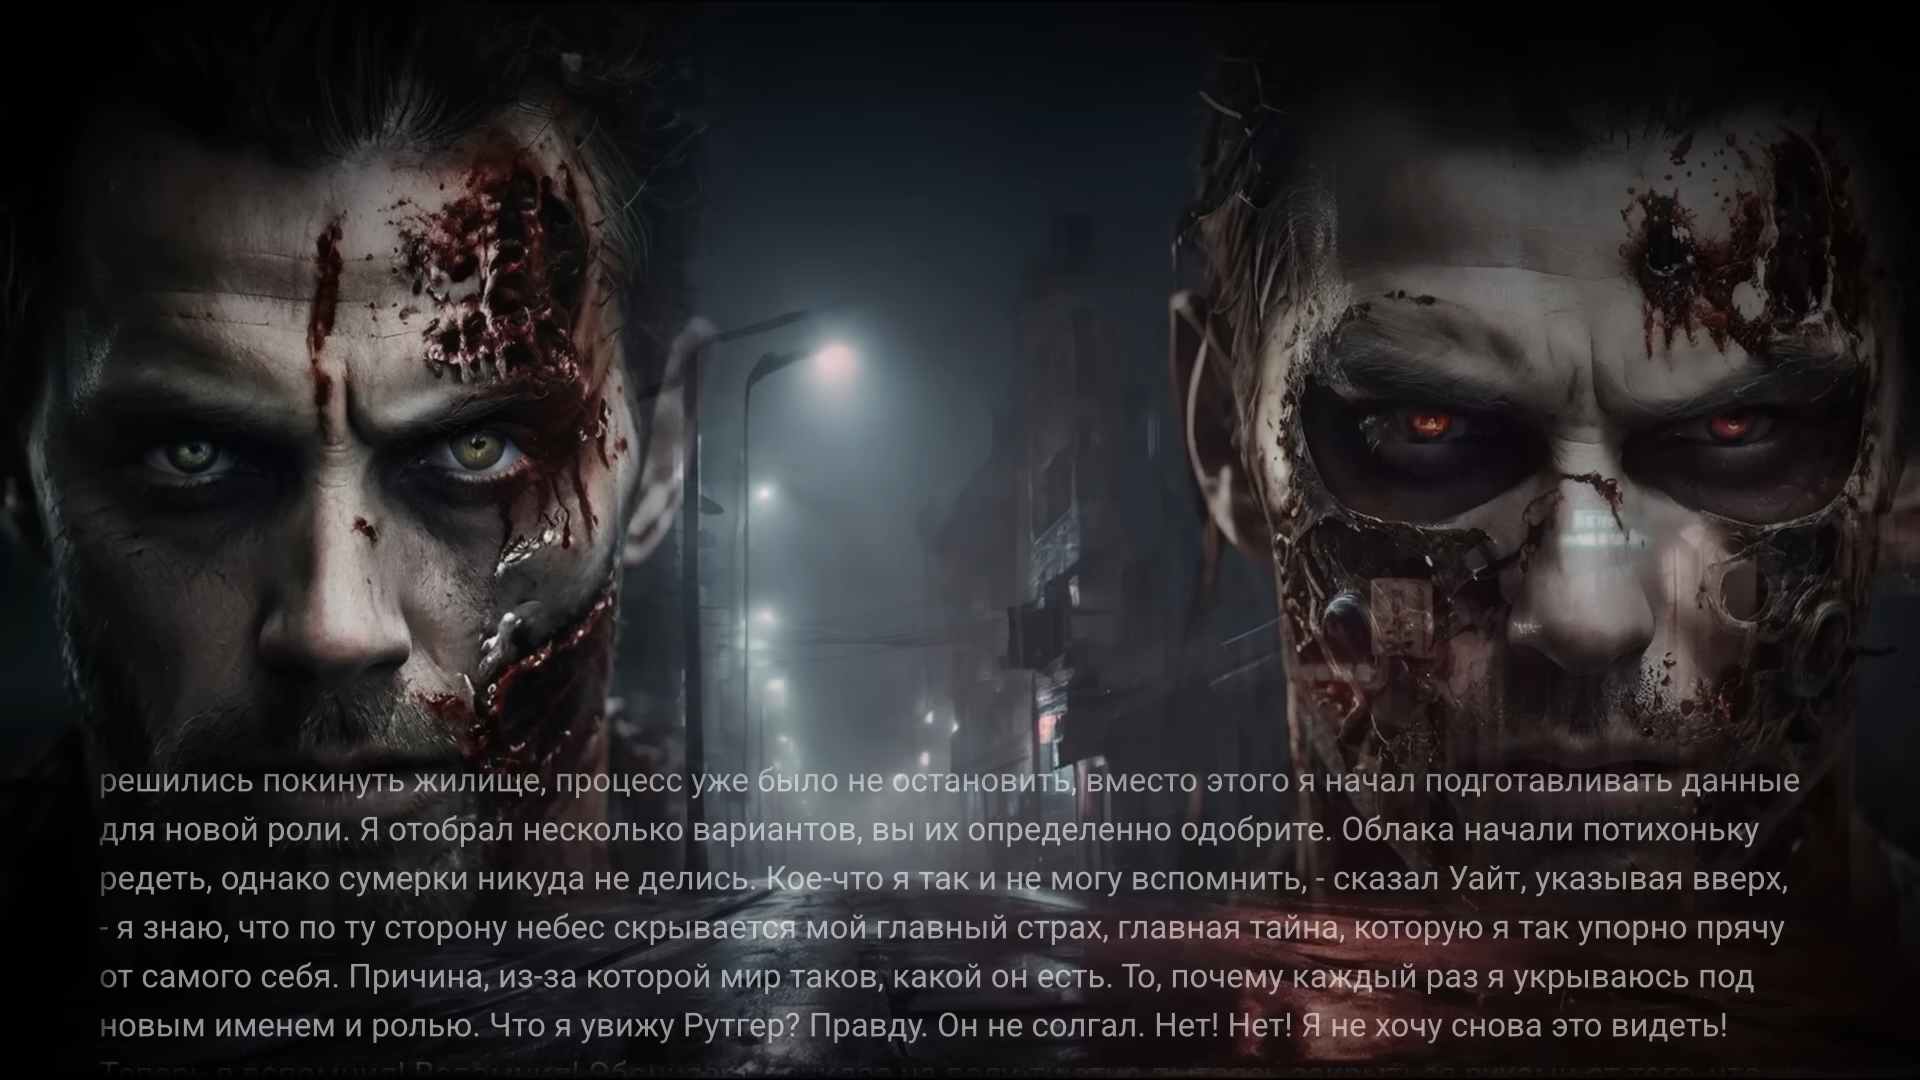 решились покинуть жилище, процесс уже было не остановить, вместо этого я начал подготавливать данные
для новой роли. Я отобрал несколько вариантов, вы их определенно одобрите. Облака начали потихоньку
редеть, однако сумерки никуда не делись. Кое-что я так и не могу вспомнить, - сказал Уайт, указывая вверх,
- я знаю, что по ту сторону небес скрывается мой главный страх, главная тайна, которую я так упорно прячу
от самого себя. Причина, из-за которой мир таков, какой он есть. То, почему каждый раз я укрываюсь под
новым именем и ролью. Что я увижу Рутгер? Правду. Он не солгал. Нет! Нет! Я не хочу снова это видеть!
Теперь я вспомнил! Вспомнил!